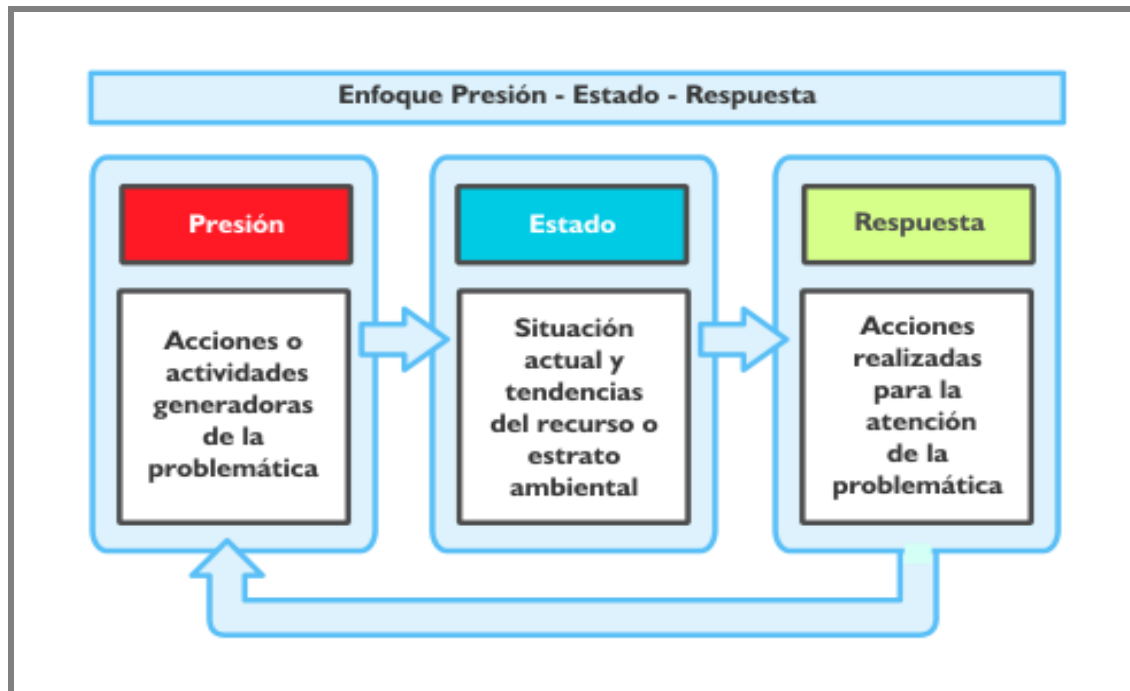 Enfoque Presión - Estado - Respuesta
Presión
Acciones o
actividades
generadoras
de la
problemática
Estado
Situación
actual y
tendencias
del recurso o
estrato
ambiental
Respuesta
Acciones
realizadas
para la
atención
de la
problemática